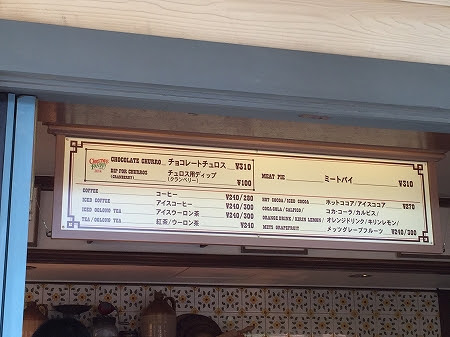 CHOCOLATE CHURRO チョコレートチュロス ¥310
DIP FOR CHURROS チュロス用ディップ
(CRANBERRY) (クランベリー) ¥100
COFFEE コーヒー ¥240/280
ICED COFFEE アイスコーヒー ¥240/300
ICED OOLONG TEA アイスウーロン茶 ¥240/300
TEA / OOLONG TEA 紅茶/ウーロン茶 ¥240
MEAT PIE ミートパイ ¥310
HOT COCOA / ICED COCOA ホットココア/アイスココア ¥270
COCA-COLA / CALPICO / コカ・コーラ/カルピス/
ORANGE DRINK / KIRIN LEMON / オレンジドリンク/キリンレモン/
METS GRAPEFRUIT メッツグレープフルーツ ¥240/300